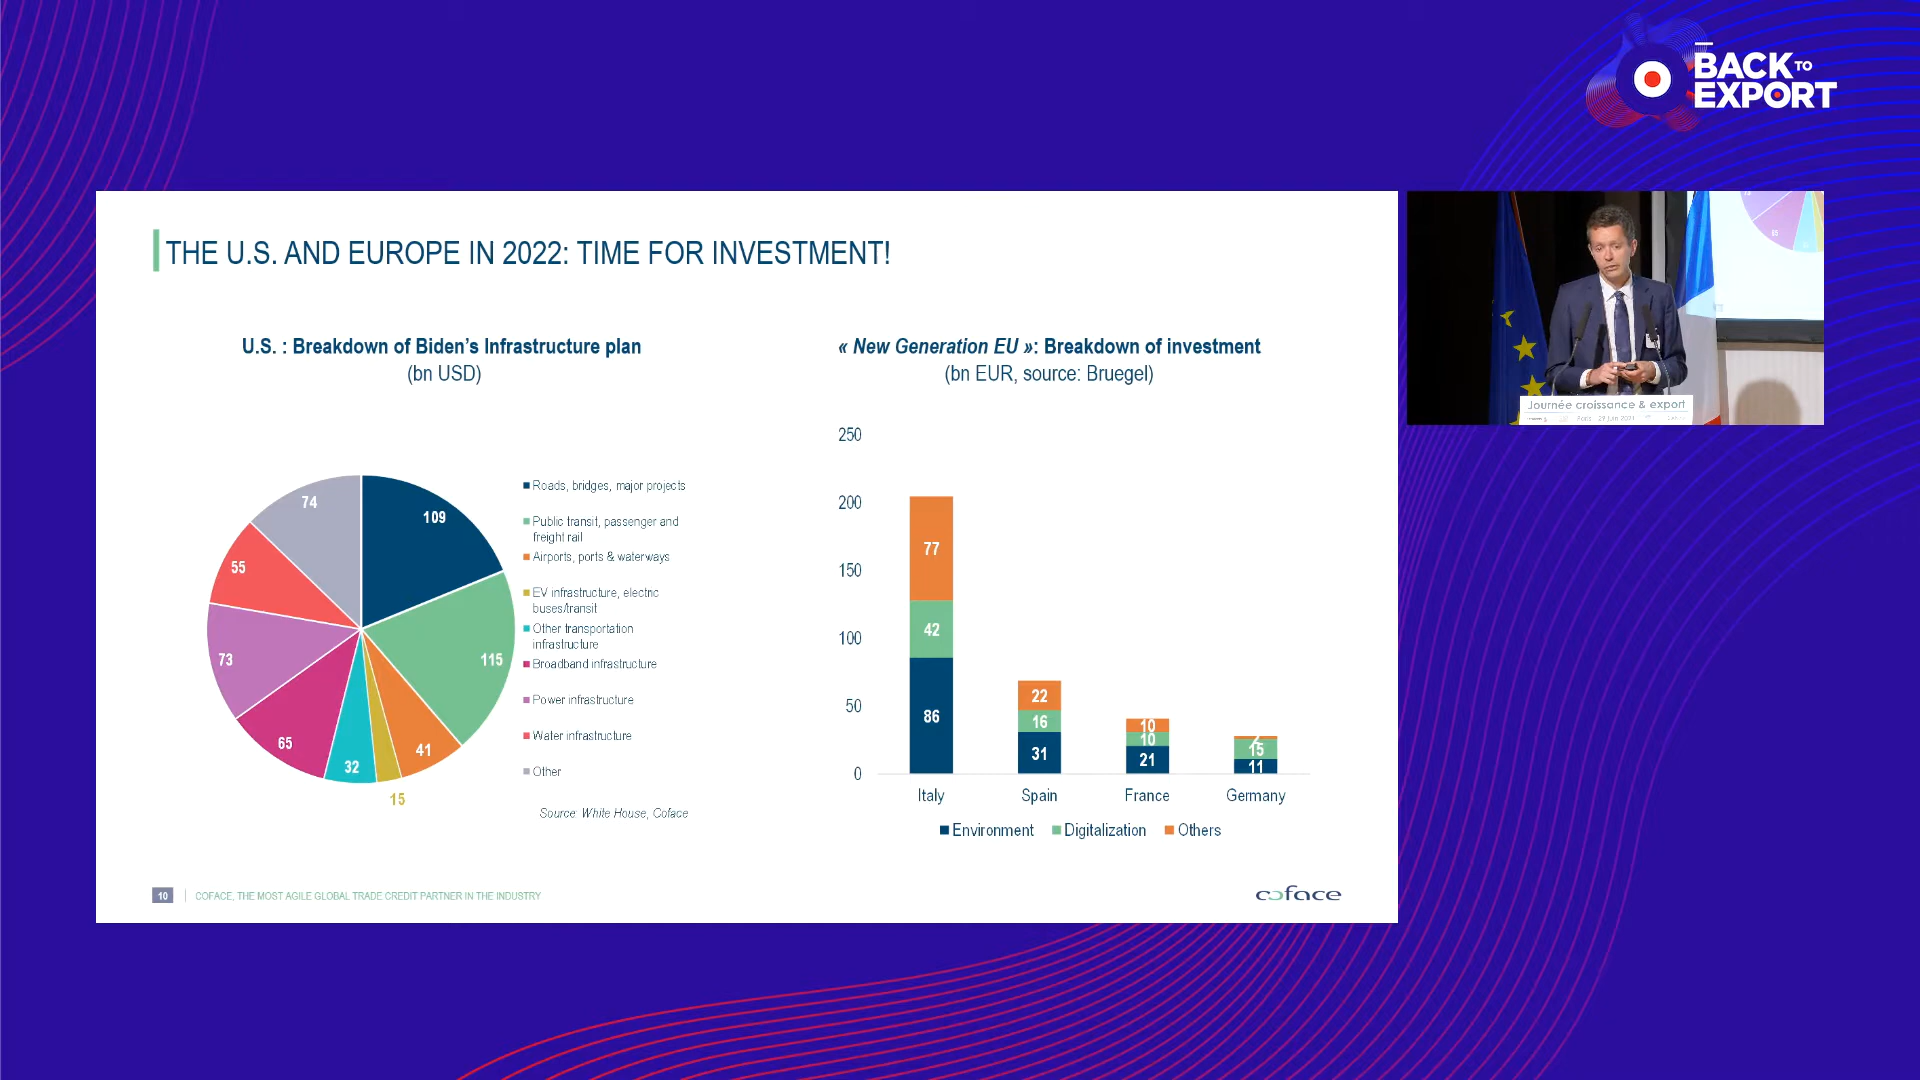 BACK TO
EXPORT
THE U.S. AND EUROPE IN 2022: TIME FOR INVESTMENT!
U.S. : Breakdown of Biden's Infrastructure plan
(bn USD)
74
109
55
115
73
41
65
32
15
Roads, bridges, major projects
Public transit, passenger and
freight rail
Airports, ports & waterways
EV infrastructure, electric
buses/transit
Other transportation
infrastructure
Broadband infrastructure
Power infrastructure
Water infrastructure
Other
Source: White House, Coface
« New Generation EU »: Breakdown of investment
(bn EUR, source: Bruegel)
250
200
150
100
50
0
77
42
86
22
16
31
10
10
21
2
15
11
Italy Spain France Germany
Environment Digitalization Others
10 COFACE, THE MOST AGILE GLOBAL TRADE CREDIT PARTNER IN THE INDUSTRY
coface
Journée croissance & export
Paris 29 juin 2021